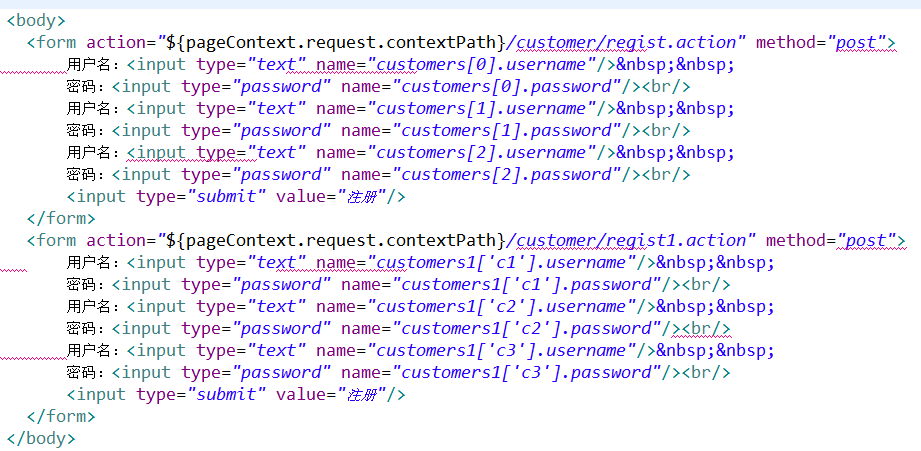 <body>
<form action="${pageContext.request.contextPath}/customer/regist.action" method="post">
用户名：<input type="text" name="customers[0].username"/>&nbsp;&nbsp;
密码：<input type="password" name="customers[0].password"/><br/>
用户名：<input type="text" name="customers[1].username"/>&nbsp;&nbsp;
密码：<input type="password" name="customers[1].password"/><br/>
用户名：<input type="text" name="customers[2].username"/>&nbsp;&nbsp;
密码：<input type="password" name="customers[2].password"/><br/>
<input type="submit" value="注册"/>
</form>
<form action="${pageContext.request.contextPath}/customer/regist1.action" method="post">
用户名：<input type="text" name="customers1['c1'].username"/>&nbsp;&nbsp;
密码：<input type="password" name="customers1['c1'].password"/><br/>
用户名：<input type="text" name="customers1['c2'].username"/>&nbsp;&nbsp;
密码：<input type="password" name="customers1['c2'].password"/><br/>
用户名：<input type="text" name="customers1['c3'].username"/>&nbsp;&nbsp;
密码：<input type="password" name="customers1['c3'].password"/><br/>
<input type="submit" value="注册"/>
</form>
</body>